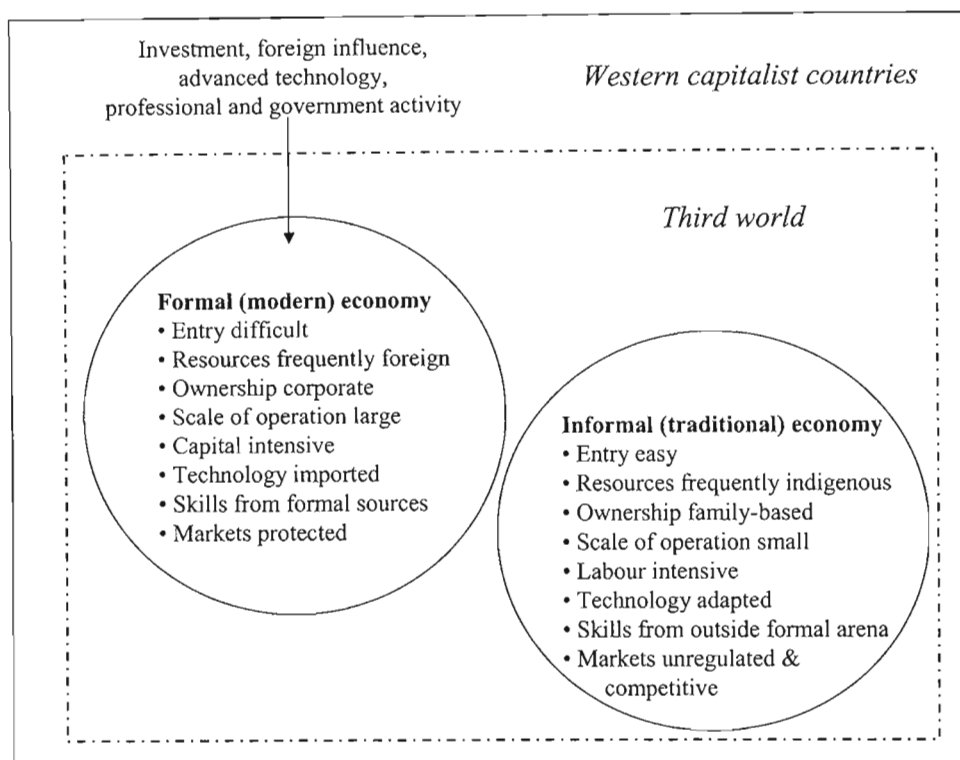 Investment, foreign influence,
advanced technology,
professional and government activity
Western capitalist countries
Third world
Formal (modern) economy
• Entry difficult
• Resources frequently foreign
• Ownership corporate
• Scale of operation large
• Capital intensive
• Technology imported
• Skills from formal sources
• Markets protected
Informal (traditional) economy
• Entry easy
• Resources frequently indigenous
• Ownership family-based
• Scale of operation small
• Labour intensive
• Technology adapted
• Skills from outside formal arena
• Markets unregulated &
competitive